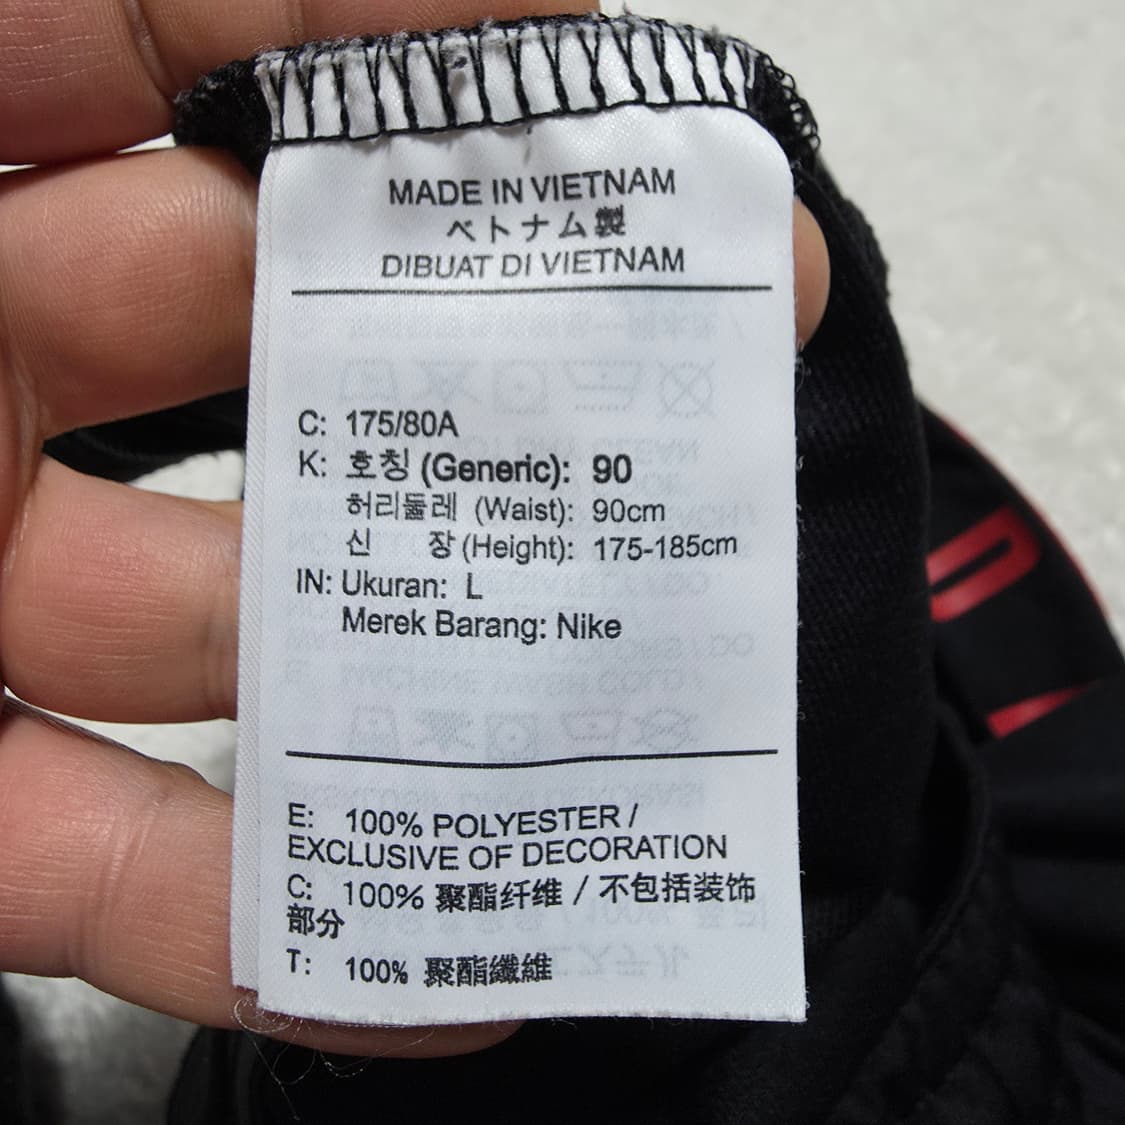 MADE IN VIETNAM
ベトナム製
DIBUAT DI VIETNAM
C: 175/80A
K: 호칭 (Generic): 90
허리둘레 (Waist): 90cm
신 장 (Height): 175-185cm
IN: Ukuran: L
Merek Barang: Nike
E: 100% POLYESTER /
EXCLUSIVE OF DECORATION
C: 100% 聚酯纤维 / 不包括装饰
部分
T: 100% 聚酯纖維